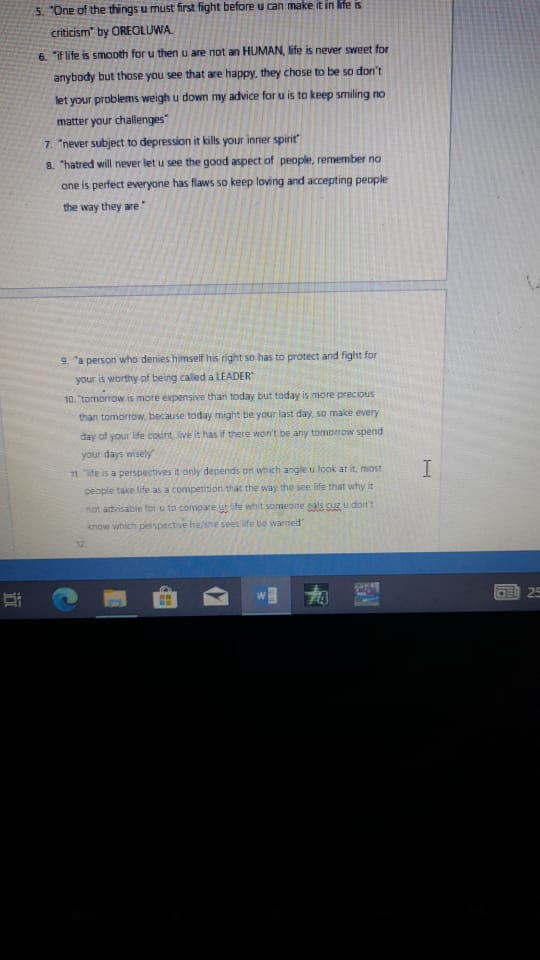 5. "One of the things u must first fight before u can make it in life is
criticism" by OREOLUWA.
6. "if life is smooth for u then u are not an HUMAN, life is never sweet for
anybody but those you see that are happy, they chose to be so don't
let your problems weigh u down my advice for u is to keep smiling no
matter your challenges"
7. "never subject to depression it kills your inner spirit"
8. "hatred will never let u see the good aspect of people, remember no
one is perfect everyone has flaws so keep loving and accepting people
the way they are "
9. "a person who denies himself his right so has to protect and fight for
your is worthy of being called a LEADER"
10. "tomorrow is more expensive than today but today is more precious
than tomorrow, because today might be your last day, so make every
day of your life count, live it has if there won't be any tomorrow spend
your days wisely"
11. "life is a perspectives it only depends on which angle u look at it, most
people take life as a competition that the way the see life that why it
not advisable for u to compare ur life whit someone eals cuz u don't
know which perspective he/she sees life be warned"
12.
W
25